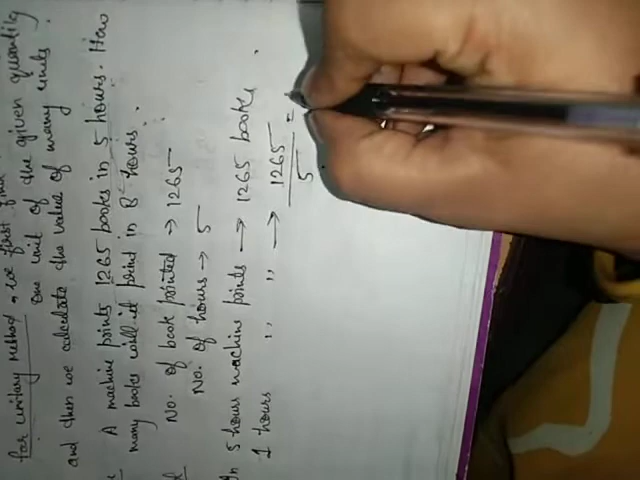 for unitary method, we first find
one unit of the given quantity
and then we calculate the value of many units.
A machine prints 1265 books in 5 hours. How
many books will it print in 8 hours.
No. of book printed → 1265
No. of hours → 5
In 5 hours machine prints → 1265 books.
1 hours " " → 1265/5 =